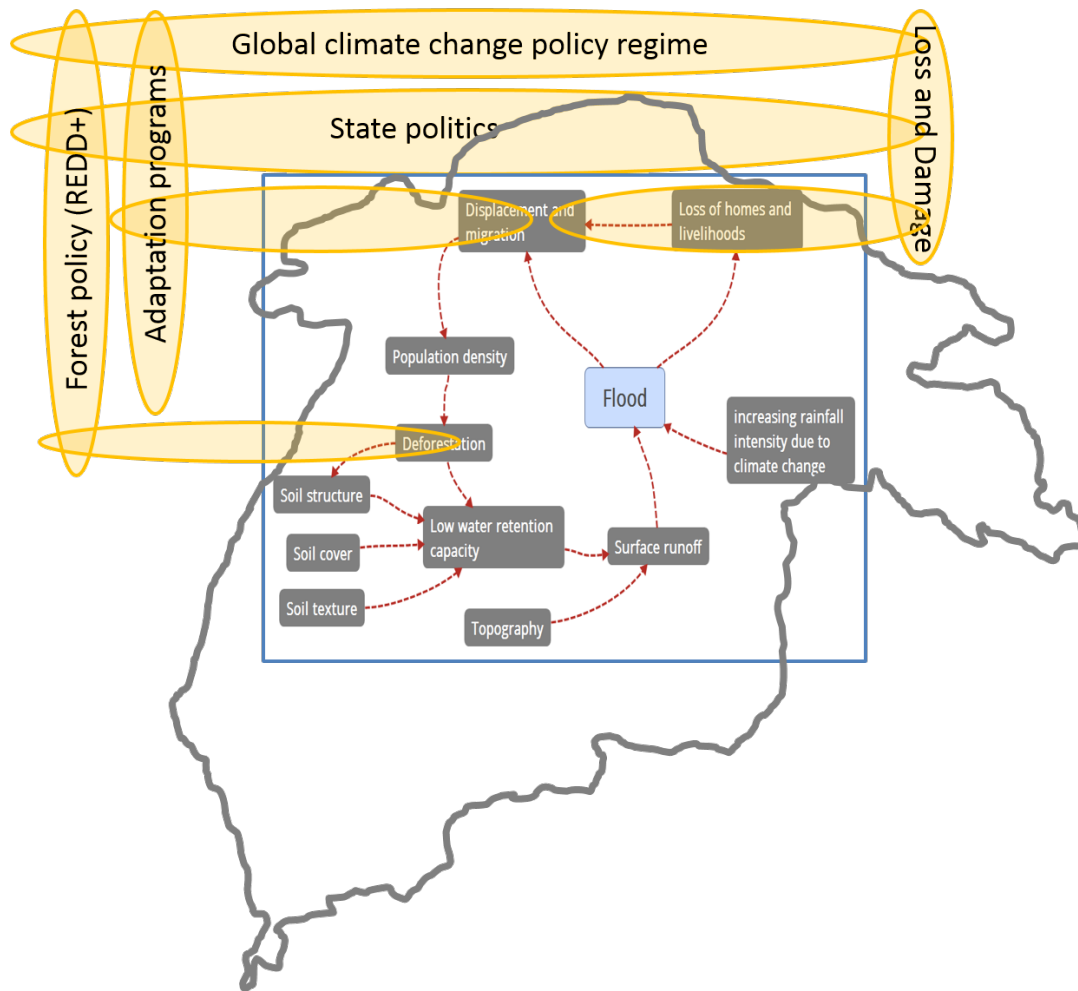 Global climate change policy regime
State politics
Forest policy (REDD+)
Adaptation programs
Loss and Damage
Displacement and
migration
Loss of homes and
livelihoods
Population density
Flood
increasing rainfall
intensity due to
climate change
Deforestation
Soil structure
Low water retention
capacity
Soil cover
Surface runoff
Soil texture
Topography